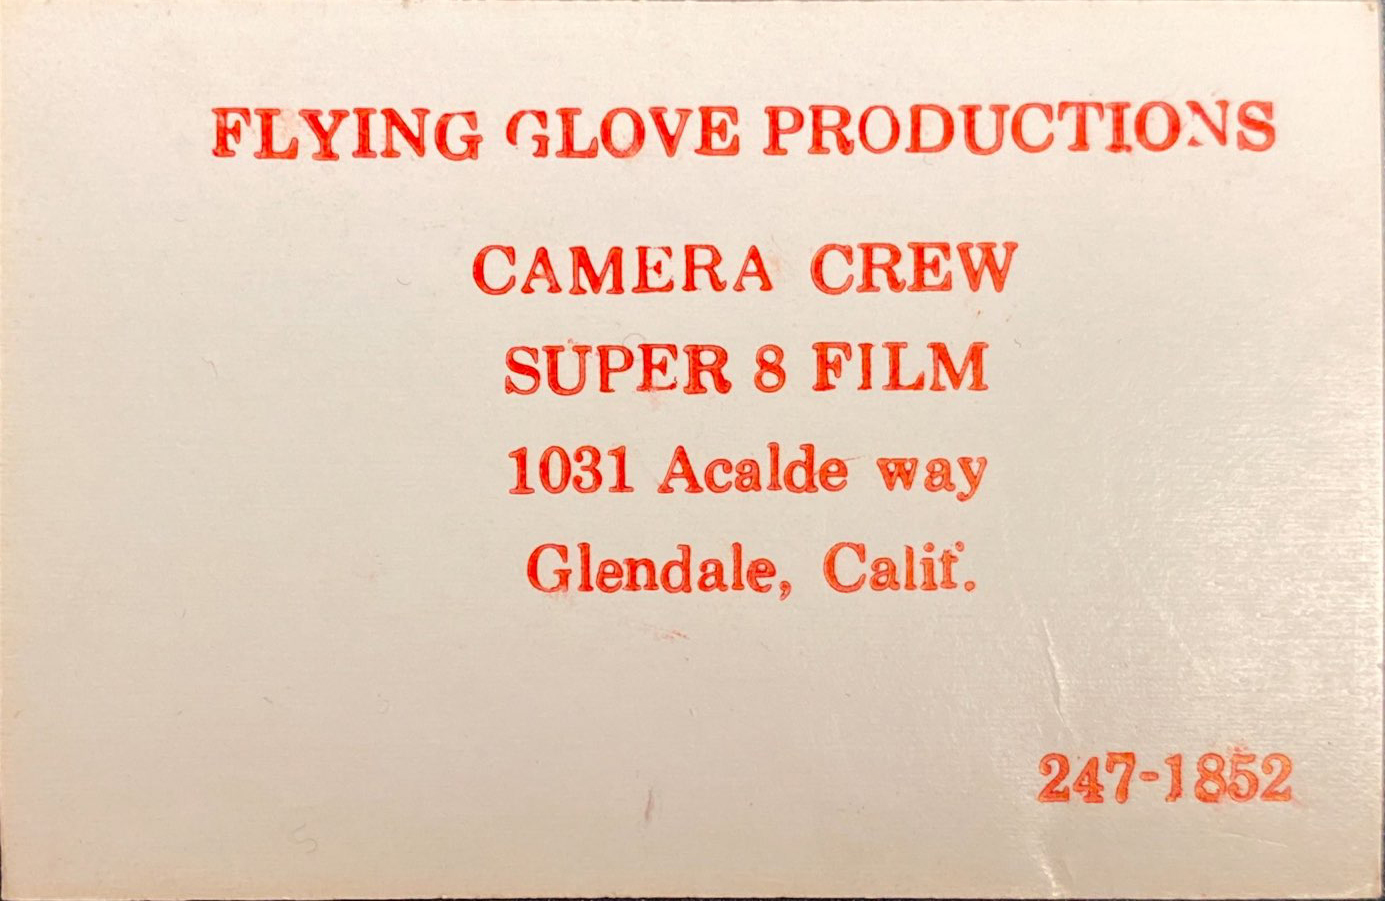 FLYING GLOVE PRODUCTIONS
CAMERA CREW
SUPER 8 FILM
1031 Acalde way
Glendale, Calif.
247-1852